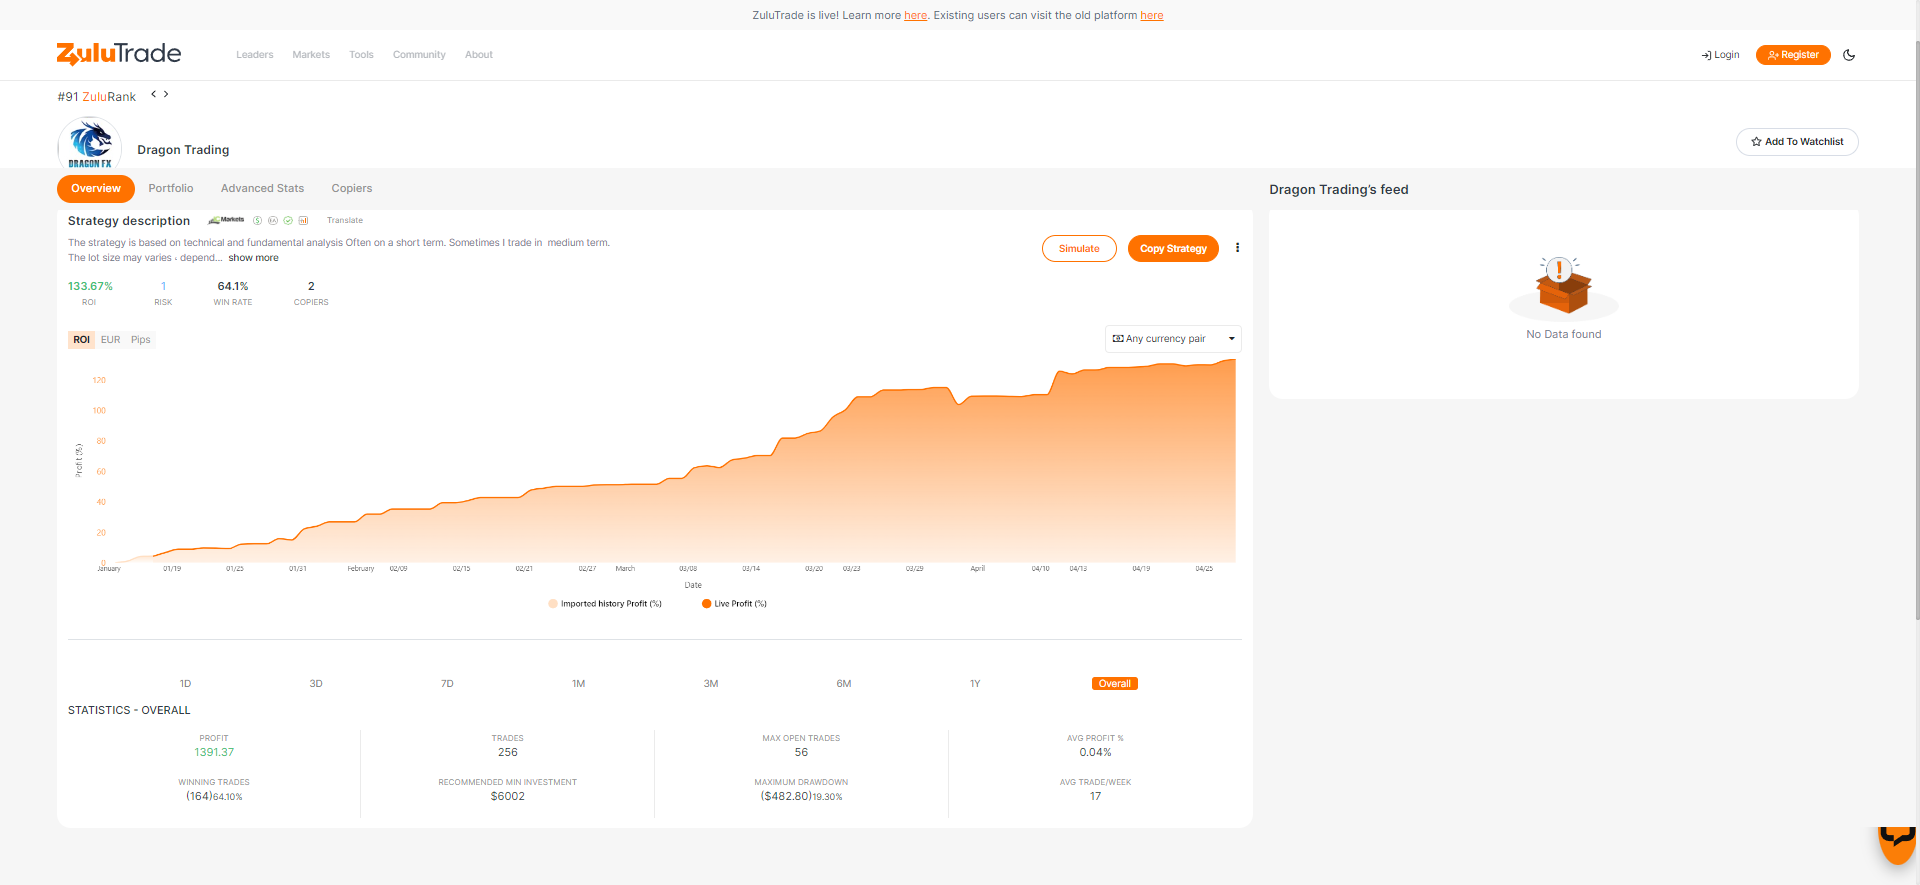 ZuluTrade is live! Learn more here. Existing users can visit the old platform here
ZuluTrade
Leaders Markets Tools Community About
Login Register
#91 ZuluRank < >
DRAGON FX
Dragon Trading
Add To Watchlist
Overview Portfolio Advanced Stats Copiers
Dragon Trading's feed
Strategy description Markets Translate
The strategy is based on technical and fundamental analysis Often on a short term. Sometimes I trade in medium term.
The lot size may varies - depend... show more
Simulate Copy Strategy
133.67% 1 64.1% 2
ROI RISK WIN RATE COPIERS
No Data found
ROI EUR Pips
Any currency pair
120
100
80
60
40
20
0
Profit (%)
January 01/19 01/25 01/31 February 02/09 02/15 02/21 02/27 March 03/08 03/14 03/20 03/23 03/29 April 04/10 04/13 04/19 04/25
Date
Imported history Profit (%) Live Profit (%)
1D 3D 7D 1M 3M 6M 1Y Overall
STATISTICS - OVERALL
PROFIT TRADES MAX OPEN TRADES AVG PROFIT %
1391.37 256 56 0.04%
WINNING TRADES RECOMMENDED MIN INVESTMENT MAXIMUM DRAWDOWN AVG TRADE/WEEK
(164)64.10% $6002 ($482.80)19.30% 17